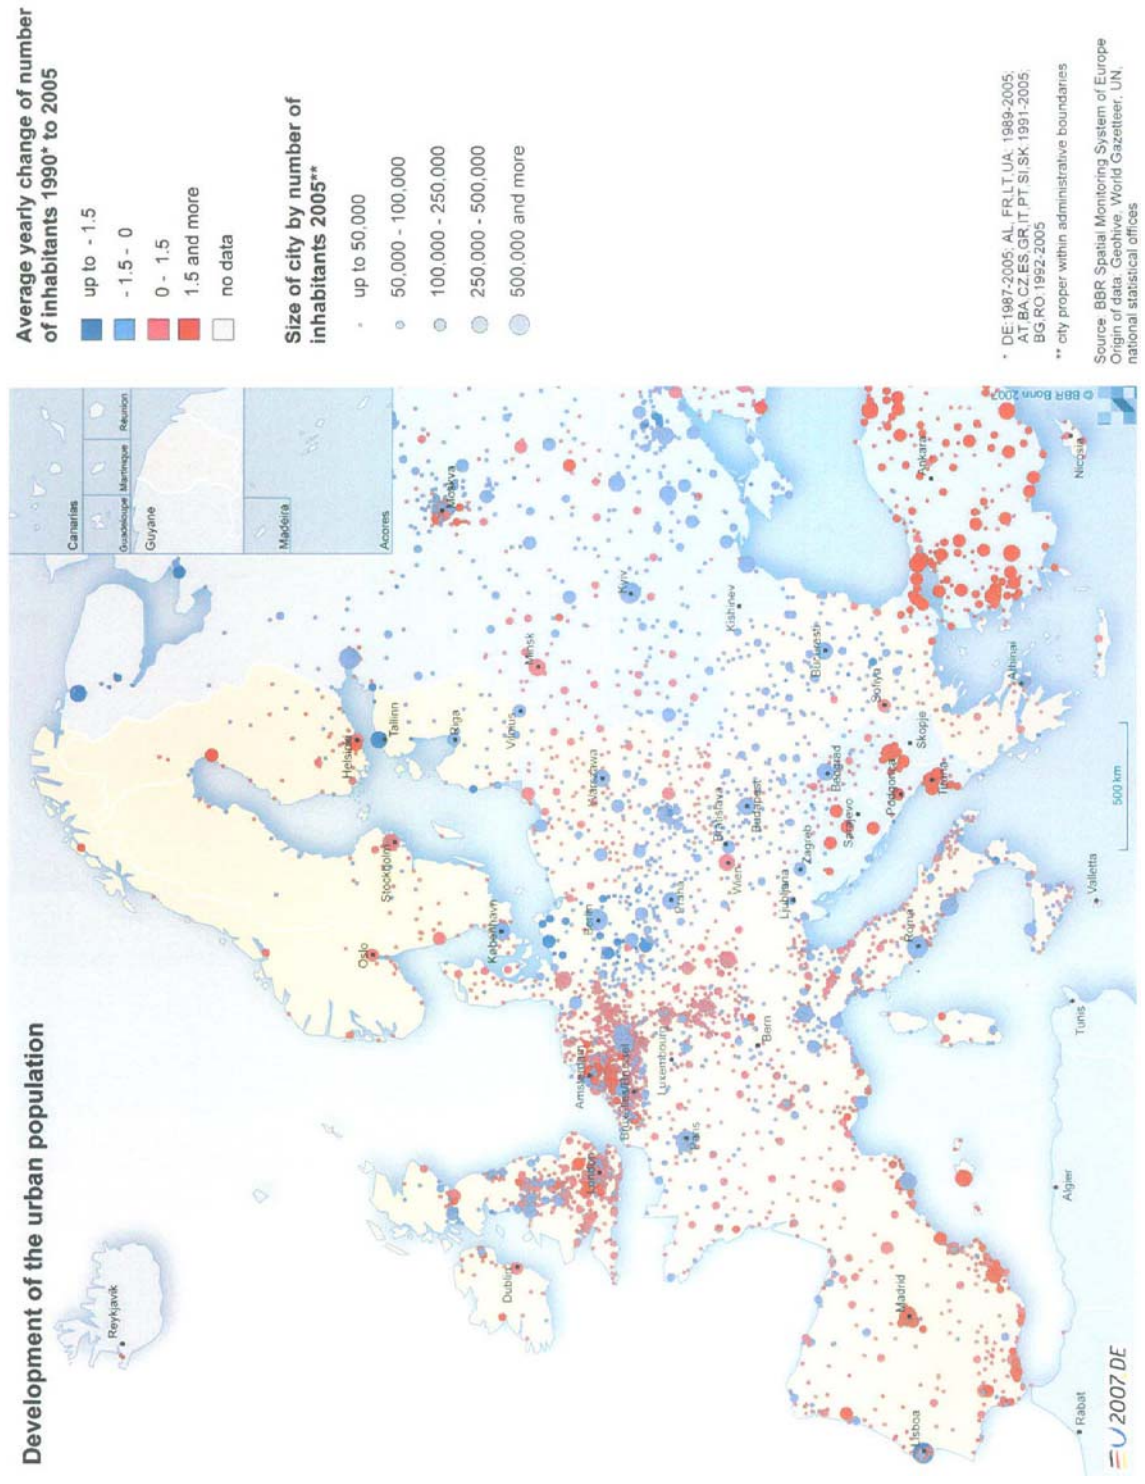 Development of the urban population
Average yearly change of number
of inhabitants 1990* to 2005
up to - 1.5
- 1.5 - 0
0 - 1.5
1.5 and more
no data
Size of city by number of
inhabitants 2005**
up to 50,000
50,000 - 100,000
100,000 - 250,000
250,000 - 500,000
500,000 and more
* DE:1987-2005; AL, FR,LT,UA: 1989-2005;
AT,BA,CZ,ES,GR,IT,PT,SI,SK:1991-2005;
BG,RO:1992-2005
** city proper within administrative boundaries
Source: BBR Spatial Monitoring System of Europe
Origin of data: Geohive, World Gazetteer, UN,
national statistical offices
Canarias
Guadeloupe
Martinique
Réunion
Guyane
Madeira
Acores
Reykjavik
Oslo
Stockholm
Helsinki
Tallinn
Riga
Vilnius
Minsk
Moskva
København
Dublin
London
Amsterdam
Berlin
Warszawa
Kyiv
Luxembourg
Paris
Praha
Wien
Bratislava
Budapest
Kishinev
Bern
Ljubljana
Zagreb
Beograd
Bucuresti
Sarajevo
Podgorica
Sofiya
Skopje
Tirana
Roma
Madrid
Lisboa
Ankara
Athinai
Nicosia
Valletta
Tunis
Algier
Rabat
500 km
© BBR Bonn 2007
EU 2007.DE